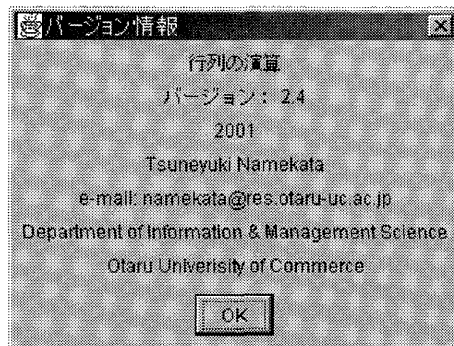 バージョン情報
行列の演算
バージョン： 2.4
2001
Tsuneyuki Namekata
e-mail: namekata@res.otaru-uc.ac.jp
Department of Information & Management Science
Otaru Univerisity of Commerce
OK